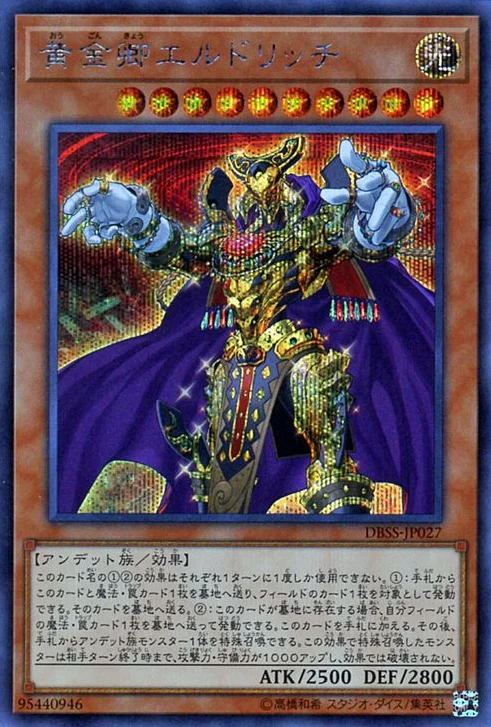 黄金卿エルドリッチ
光
DBSS-JP027
【アンデット族/効果】
このカード名の①②の効果はそれぞれ1ターンに1度しか使用できない。①:手札から
このカードと魔法・罠カード1枚を墓地へ送り、フィールドのカード1枚を対象として発動
できる。そのカードを墓地へ送る。②:このカードが墓地に存在する場合、自分フィールド
の魔法・罠カード1枚を墓地へ送って発動できる。このカードを手札に加える。その後、
手札からアンデット族モンスター1体を特殊召喚できる。この効果で特殊召喚したモンス
ターは相手ターン終了時まで、攻撃力・守備力が1000アップし、効果では破壊されない。
ATK/2500 DEF/2800
95440946
©高橋和希 スタジオ・ダイス/集英社